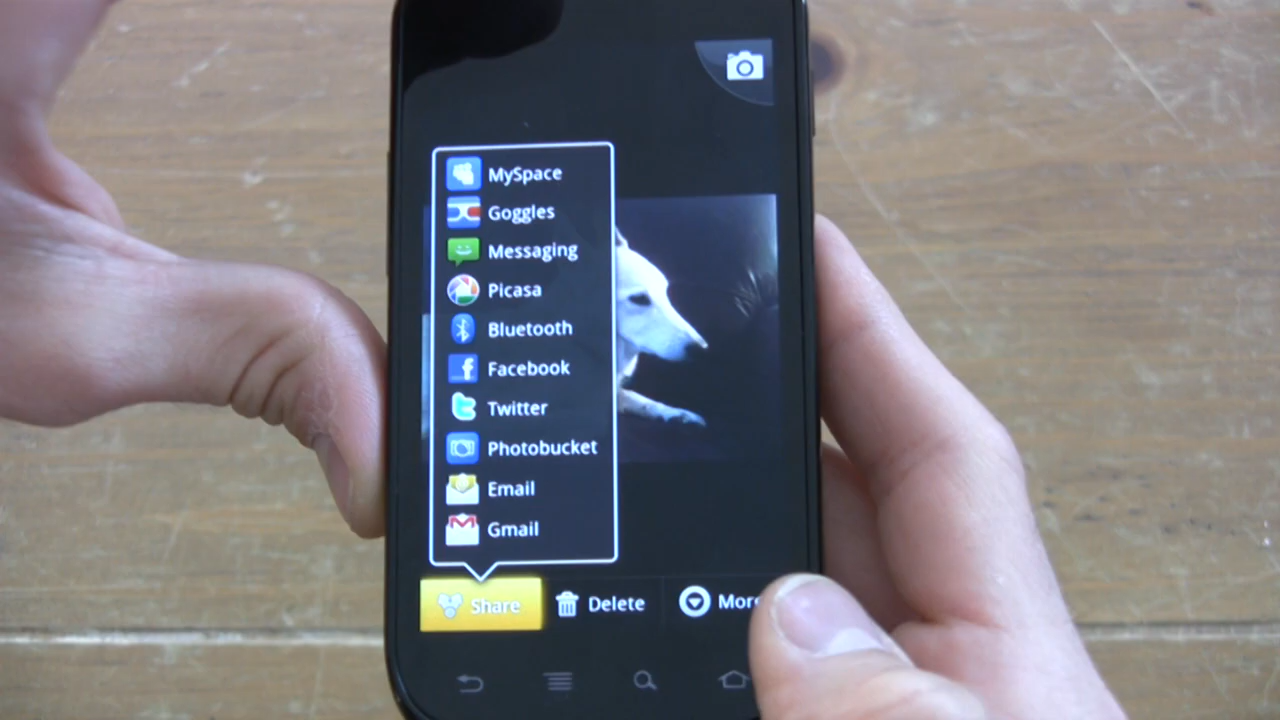 MySpace
Goggles
Messaging
Picasa
Bluetooth
Facebook
Twitter
Photobucket
Email
Gmail
Share Delete More